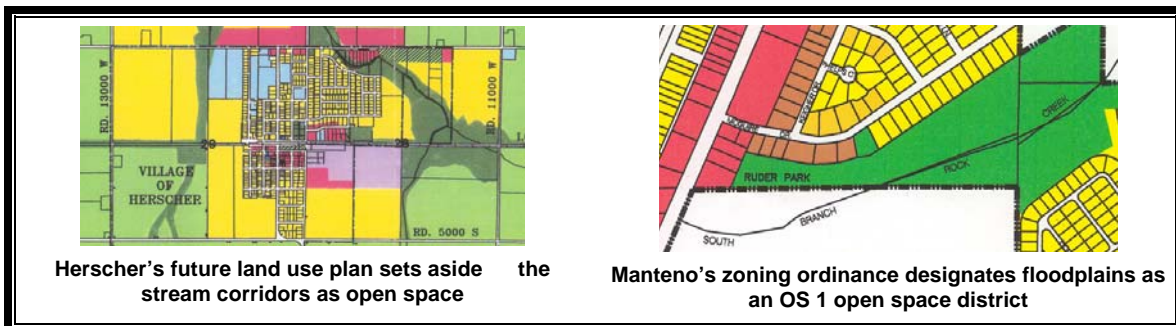 RD. 13000 W
RD. 11000 W
29
28
VILLAGE
OF
HERSCHER
RD. 5000 S
Herscher’s future land use plan sets aside the
stream corridors as open space
RUDER PARK
CREEK
ROCK
BRANCH
SOUTH
Manteno’s zoning ordinance designates floodplains as
an OS 1 open space district